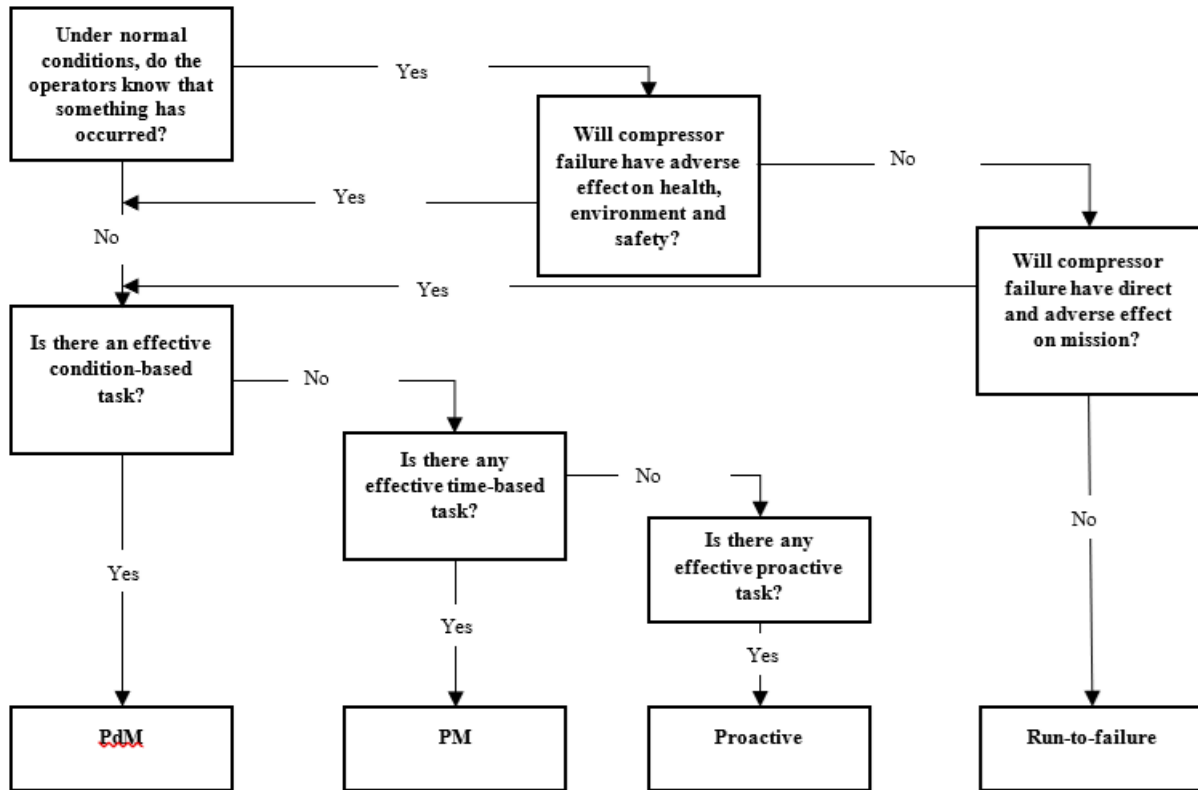 Under normal
conditions, do the
operators know that
something has
occurred?
Yes
Will compressor
failure have adverse
effect on health,
environment and
safety?
No
Yes
No
Will compressor
failure have direct
and adverse effect
on mission?
Yes
Is there an effective
condition-based
task?
No
Is there any
effective time-based
task?
No
Is there any
effective proactive
task?
No
Yes
Yes
Yes
PdM
PM
Proactive
Run-to-failure